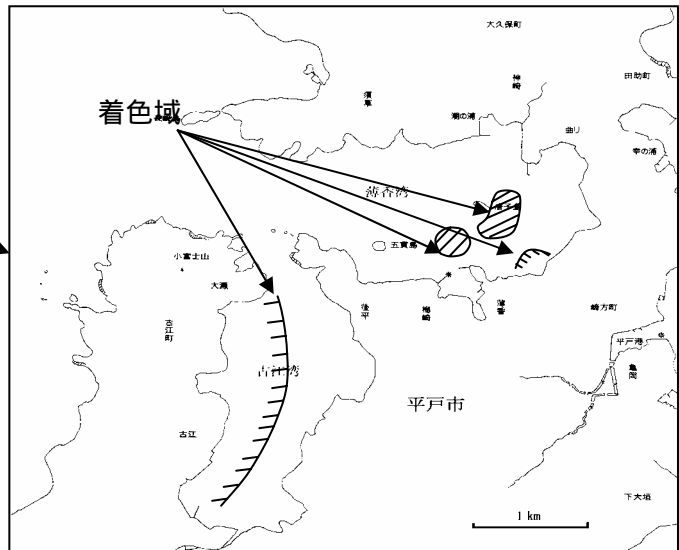 大久保町
神崎
田助町
須草
潮の浦
曲り
幸の浦
着色域
薄香湾
五貫島
小富士山
大瀬
後平
梅崎
薄香
崎方町
平戸港
亀岡
古江町
古江湾
平戸市
古江
下大垣
1 km